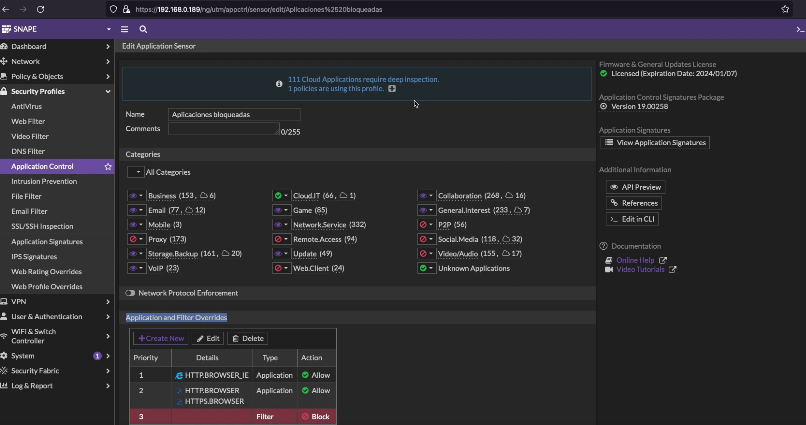 https://192.168.0.189/ng/utm/appctrl/sensor/edit/Aplicaciones%2520bloqueadas
SNAPE
Dashboard
Network
Policy & Objects
Security Profiles
AntiVirus
Web Filter
Video Filter
DNS Filter
Application Control
Intrusion Prevention
File Filter
Email Filter
SSL/SSH Inspection
Application Signatures
IPS Signatures
Web Rating Overrides
Web Profile Overrides
VPN
User & Authentication
WiFi & Switch
Controller
System 1
Security Fabric
Log & Report
Edit Application Sensor
111 Cloud Applications require deep inspection.
1 policies are using this profile.
Name Aplicaciones bloqueadas
Comments 0/255
Categories
All Categories
Business (153, 6) Cloud.IT (66, 1) Collaboration (268, 16)
Email (77, 12) Game (85) General.Interest (233, 7)
Mobile (3) Network.Service (332) P2P (56)
Proxy (173) Remote.Access (94) Social.Media (118, 32)
Storage.Backup (161, 20) Update (49) Video/Audio (155, 17)
VoIP (23) Web.Client (24) Unknown Applications
Network Protocol Enforcement
Application and Filter Overrides
Create New Edit Delete
Priority Details Type Action
1 HTTP.BROWSER_IE Application Allow
2 HTTP.BROWSER Application Allow
HTTPS.BROWSER
3 Filter Block
Firmware & General Updates License
Licensed (Expiration Date: 2024/01/07)
Application Control Signatures Package
Version 19.00258
Application Signatures
View Application Signatures
Additional Information
API Preview
References
Edit in CLI
Documentation
Online Help
Video Tutorials